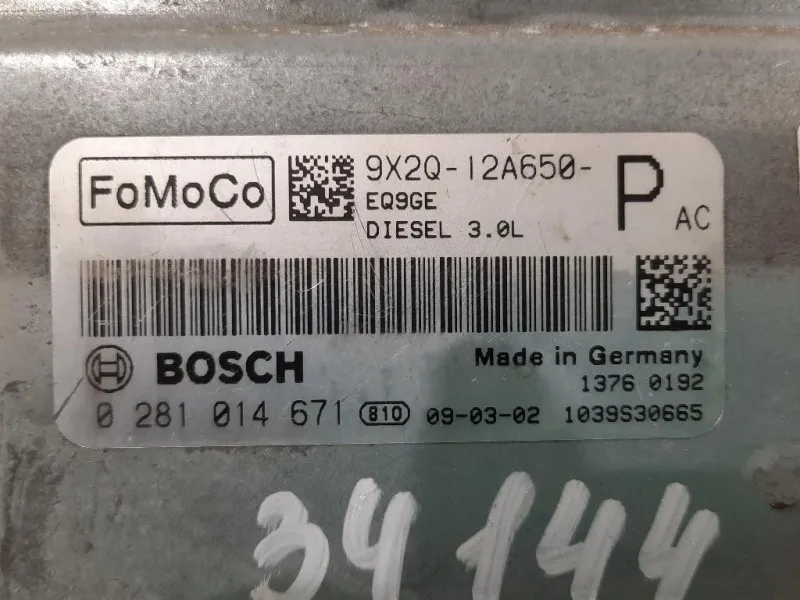 FoMoCo
9X2Q-12A650-
P AC
EQ9GE
DIESEL 3.0L
BOSCH
Made in Germany
1376 0192
0 281 014 671 810 09-03-02 1039S30665
34144